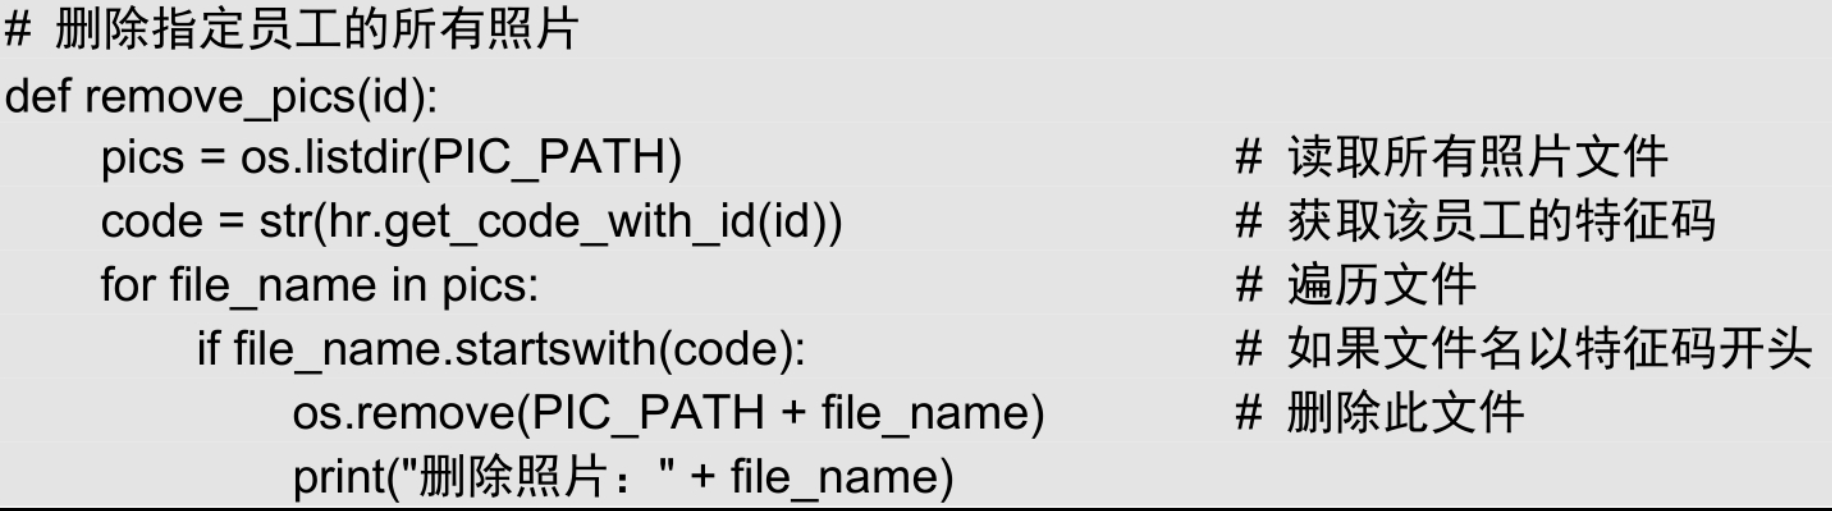 # 删除指定员工的所有照片
def remove_pics(id):
    pics = os.listdir(PIC_PATH)    # 读取所有照片文件
    code = str(hr.get_code_with_id(id))    # 获取该员工的特征码
    for file_name in pics:    # 遍历文件
        if file_name.startswith(code):    # 如果文件名以特征码开头
            os.remove(PIC_PATH + file_name)    # 删除此文件
            print("删除照片：" + file_name)